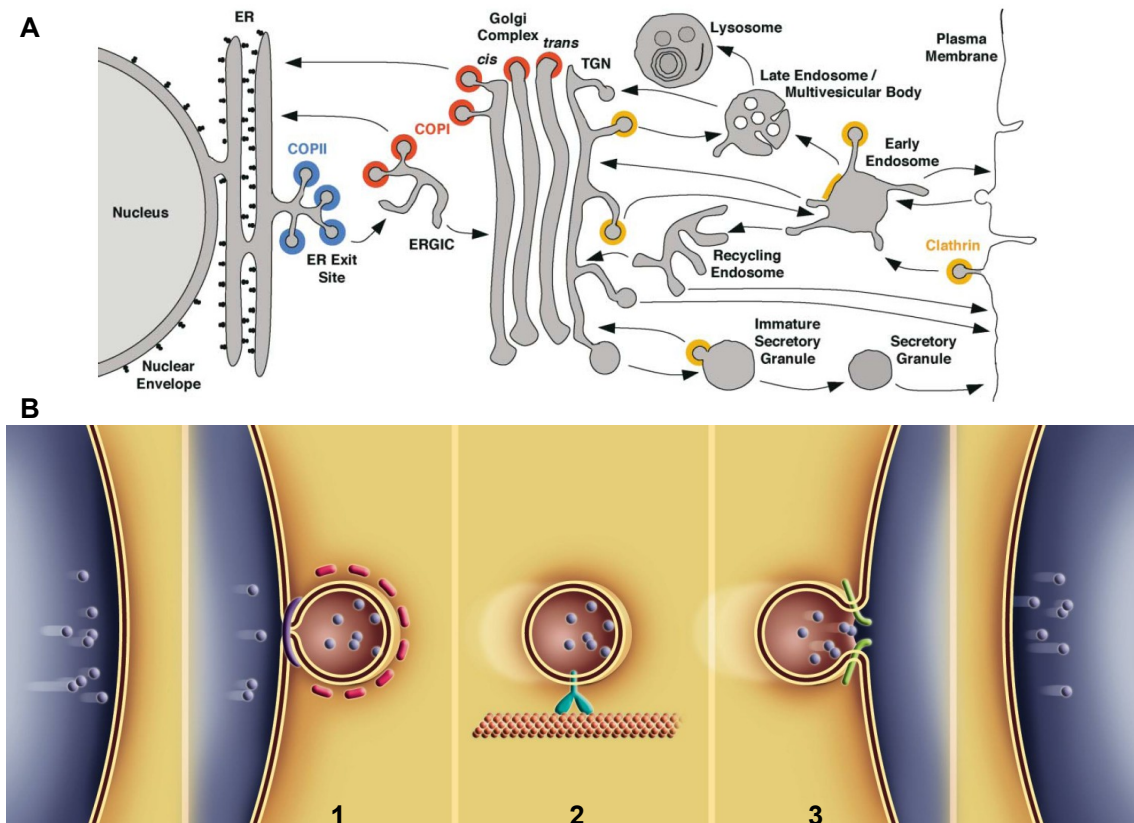 A
ER
Golgi
Complex
cis
trans
TGN
Lysosome
Plasma
Membrane
Late Endosome /
Multivesicular Body
COPI
COPII
Early
Endosome
Nucleus
ERGIC
ER Exit
Site
Recycling
Endosome
Clathrin
Nuclear
Envelope
Immature
Secretory
Granule
Secretory
Granule
B
1
2
3